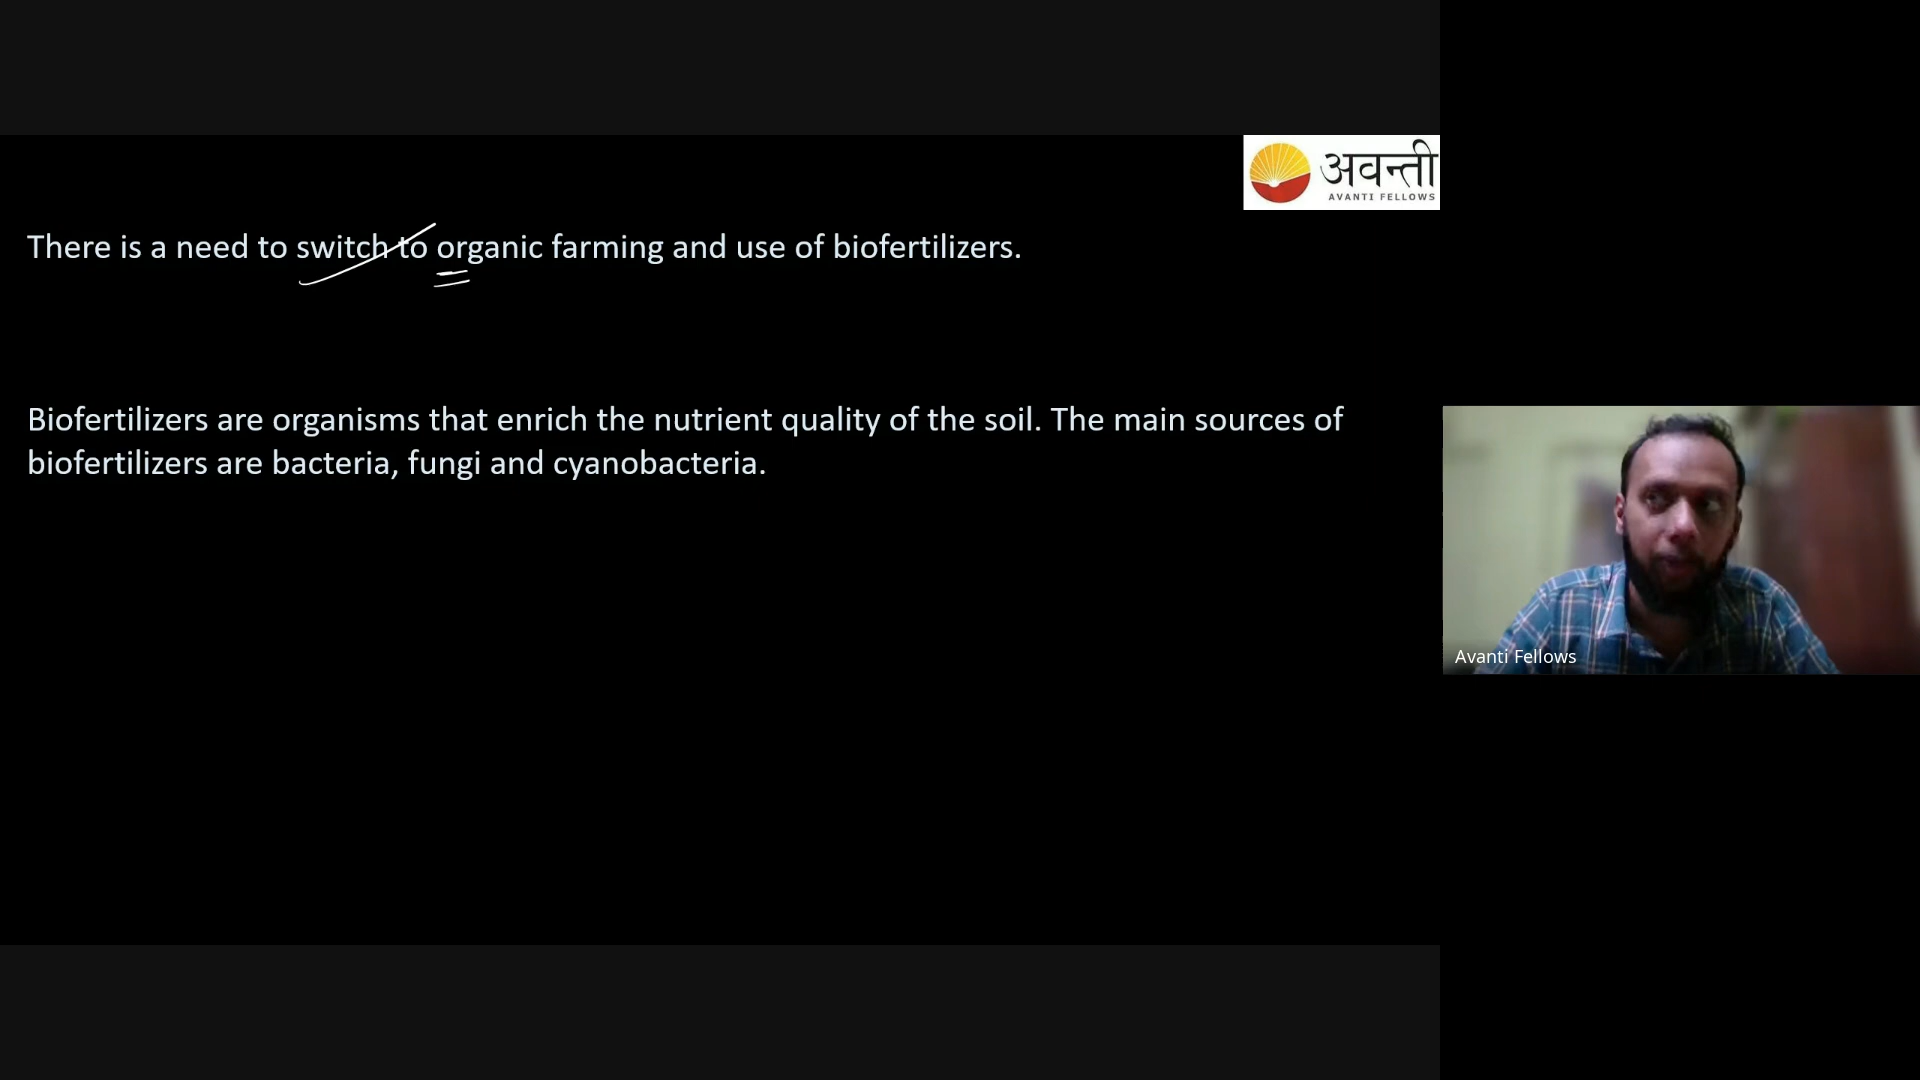 अवन्ती
AVANTI FELLOWS
There is a need to switch to organic farming and use of biofertilizers.
Biofertilizers are organisms that enrich the nutrient quality of the soil. The main sources of
biofertilizers are bacteria, fungi and cyanobacteria.
Avanti Fellows